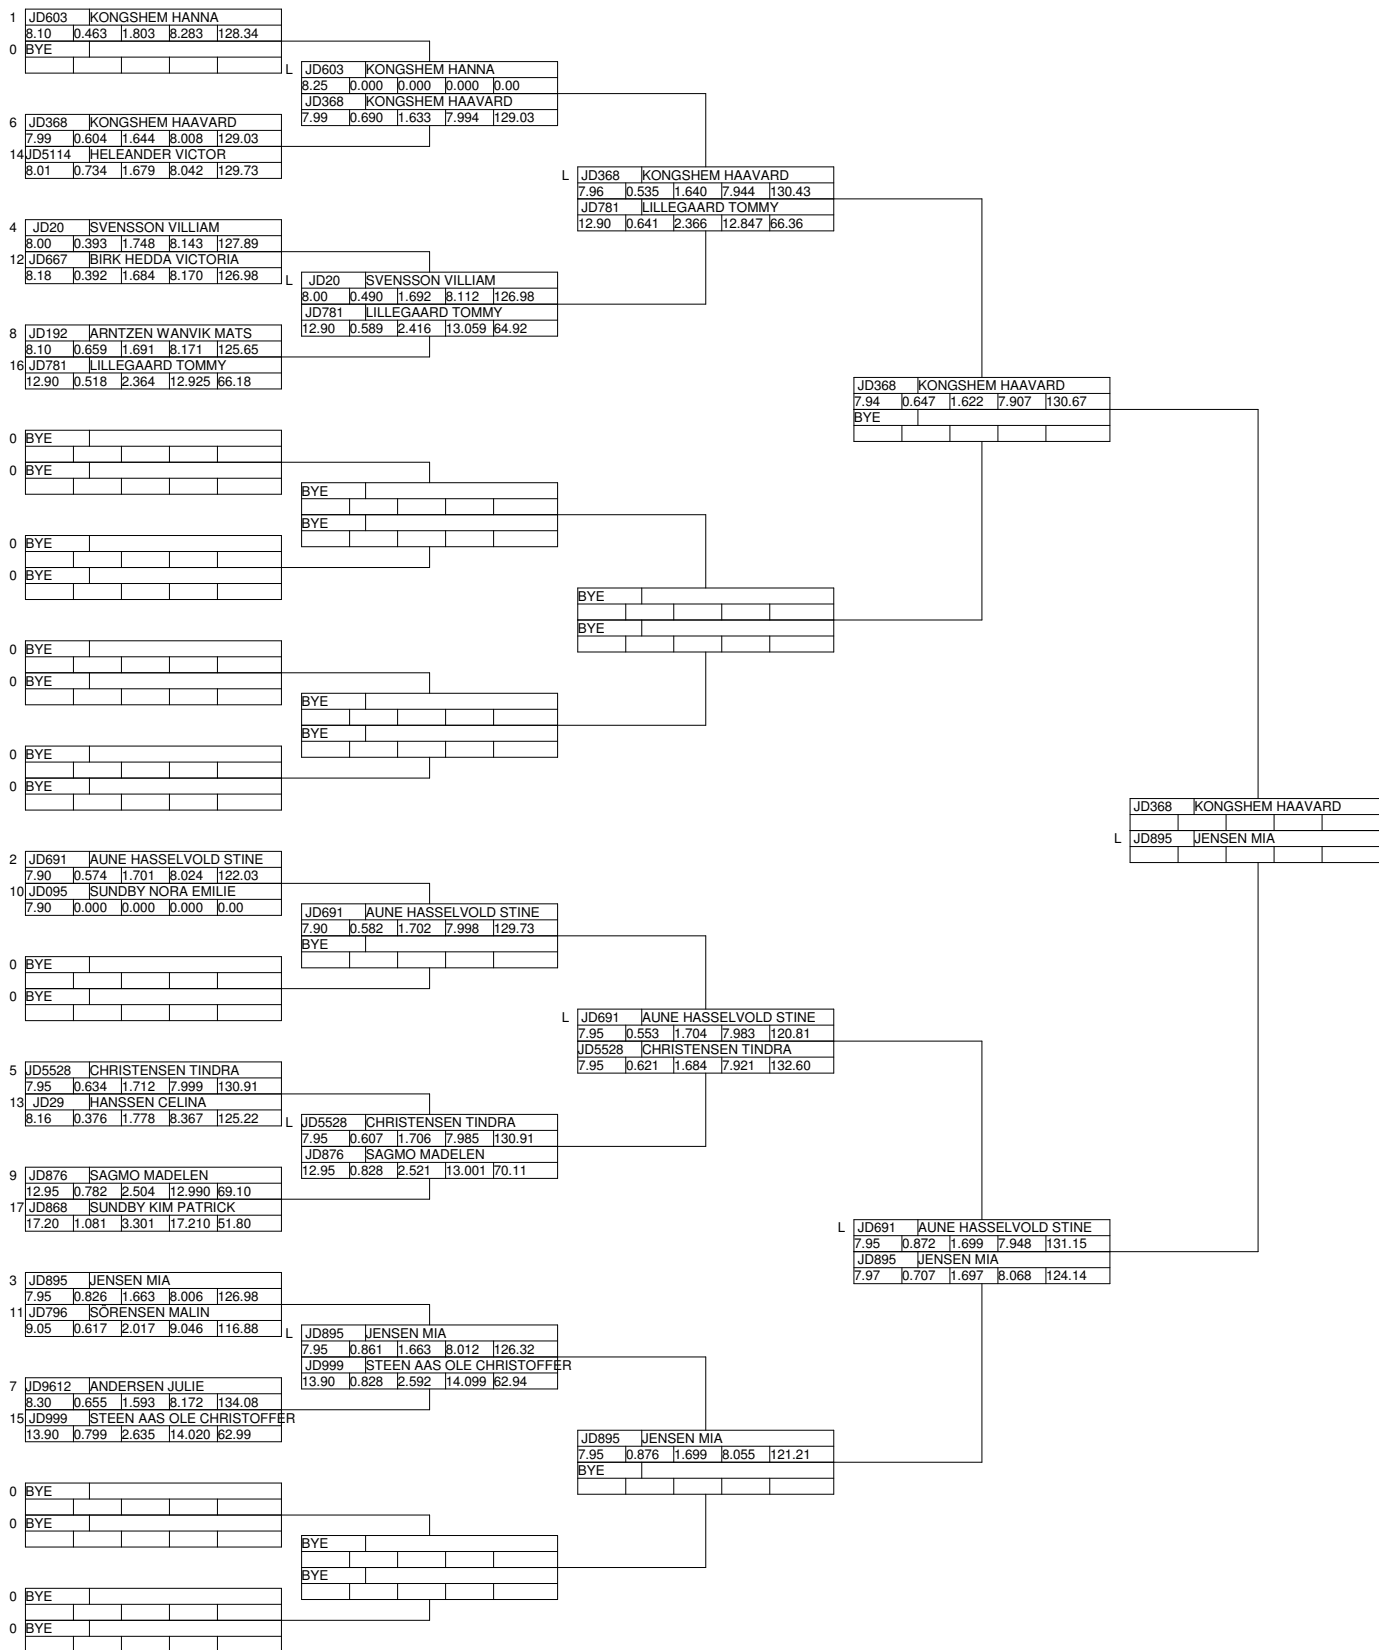 1 JD603 KONGSHEM HANNA
8.10 0.463 1.803 8.283 128.34
0 BYE
6 JD368 KONGSHEM HAAVARD
7.99 0.604 1.644 8.008 129.03
14 JD5114 HELEANDER VICTOR
8.01 0.734 1.679 8.042 129.73
4 JD20 SVENSSON VILLIAM
8.00 0.393 1.748 8.143 127.89
12 JD667 BIRK HEDDA VICTORIA
8.18 0.392 1.684 8.170 126.98
8 JD192 ARNTZEN WANVIK MATS
8.10 0.659 1.691 8.171 125.65
16 JD781 LILLEGAARD TOMMY
12.90 0.518 2.364 12.925 66.18
0 BYE
0 BYE
0 BYE
0 BYE
0 BYE
0 BYE
0 BYE
0 BYE
2 JD691 AUNE HASSELVOLD STINE
7.90 0.574 1.701 8.024 122.03
10 JD095 SUNDBY NORA EMILIE
7.90 0.000 0.000 0.000 0.00
0 BYE
0 BYE
5 JD5528 CHRISTENSEN TINDRA
7.95 0.634 1.712 7.999 130.91
13 JD29 HANSSEN CELINA
8.16 0.376 1.778 8.367 125.22
9 JD876 SAGMO MADELEN
12.95 0.782 2.504 12.990 69.10
17 JD868 SUNDBY KIM PATRICK
17.20 1.081 3.301 17.210 51.80
3 JD895 JENSEN MIA
7.95 0.826 1.663 8.006 126.98
11 JD796 SÖRENSEN MALIN
9.05 0.617 2.017 9.046 116.88
7 JD9612 ANDERSEN JULIE
8.30 0.655 1.593 8.172 134.08
15 JD999 STEEN AAS OLE CHRISTOFFER
13.90 0.799 2.635 14.020 62.99
0 BYE
0 BYE
0 BYE
0 BYE
L JD603 KONGSHEM HANNA
8.25 0.000 0.000 0.000 0.00
JD368 KONGSHEM HAAVARD
7.99 0.690 1.633 7.994 129.03
L JD20 SVENSSON VILLIAM
8.00 0.490 1.692 8.112 126.98
JD781 LILLEGAARD TOMMY
12.90 0.589 2.416 13.059 64.92
BYE
BYE
BYE
BYE
JD691 AUNE HASSELVOLD STINE
7.90 0.582 1.702 7.998 129.73
BYE
L JD5528 CHRISTENSEN TINDRA
7.95 0.607 1.706 7.985 130.91
JD876 SAGMO MADELEN
12.95 0.828 2.521 13.001 70.11
L JD895 JENSEN MIA
7.95 0.861 1.663 8.012 126.32
JD999 STEEN AAS OLE CHRISTOFFER
13.90 0.828 2.592 14.099 62.94
BYE
BYE
L JD368 KONGSHEM HAAVARD
7.96 0.535 1.640 7.944 130.43
JD781 LILLEGAARD TOMMY
12.90 0.641 2.366 12.847 66.36
BYE
BYE
L JD691 AUNE HASSELVOLD STINE
7.95 0.553 1.704 7.983 120.81
JD5528 CHRISTENSEN TINDRA
7.95 0.621 1.684 7.921 132.60
JD895 JENSEN MIA
7.95 0.876 1.699 8.055 121.21
BYE
JD368 KONGSHEM HAAVARD
7.94 0.647 1.622 7.907 130.67
BYE
L JD691 AUNE HASSELVOLD STINE
7.95 0.872 1.699 7.948 131.15
JD895 JENSEN MIA
7.97 0.707 1.697 8.068 124.14
JD368 KONGSHEM HAAVARD
L JD895 JENSEN MIA